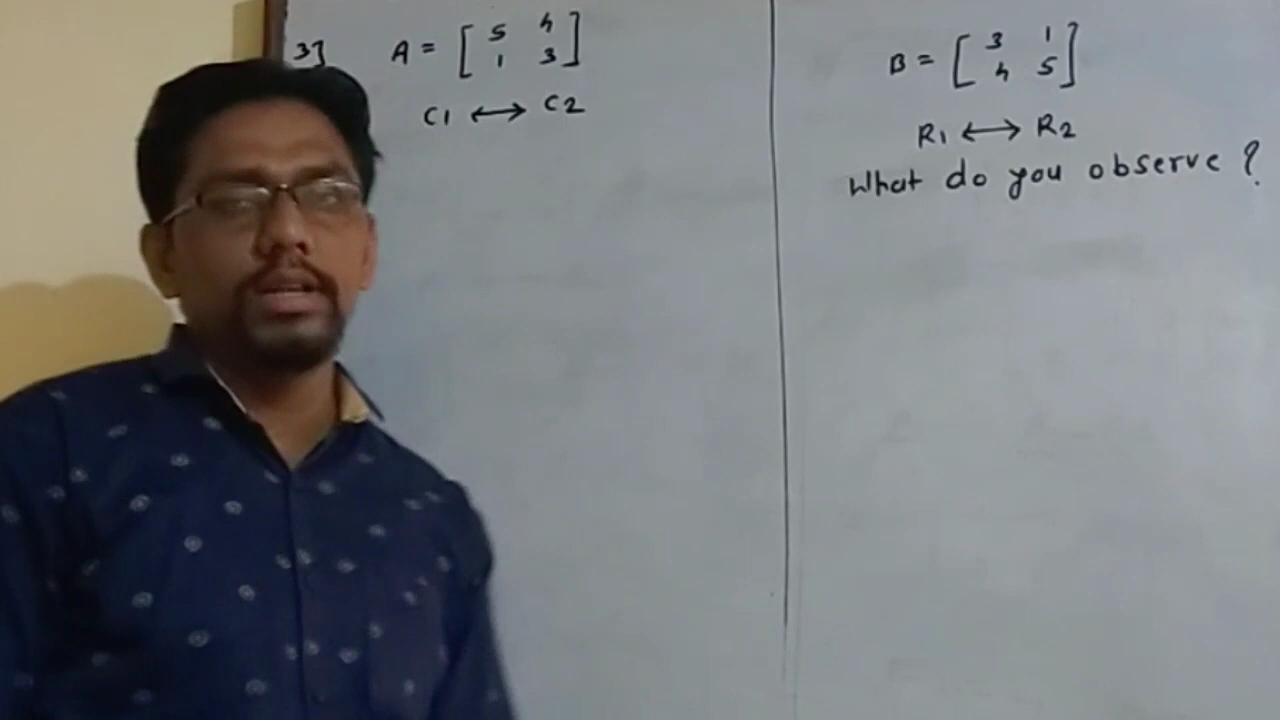 3] A = [ 5 4
1 3 ]
C1 ↔ C2
B = [ 3 1
4 5 ]
R1 ↔ R2
What do you observe ?